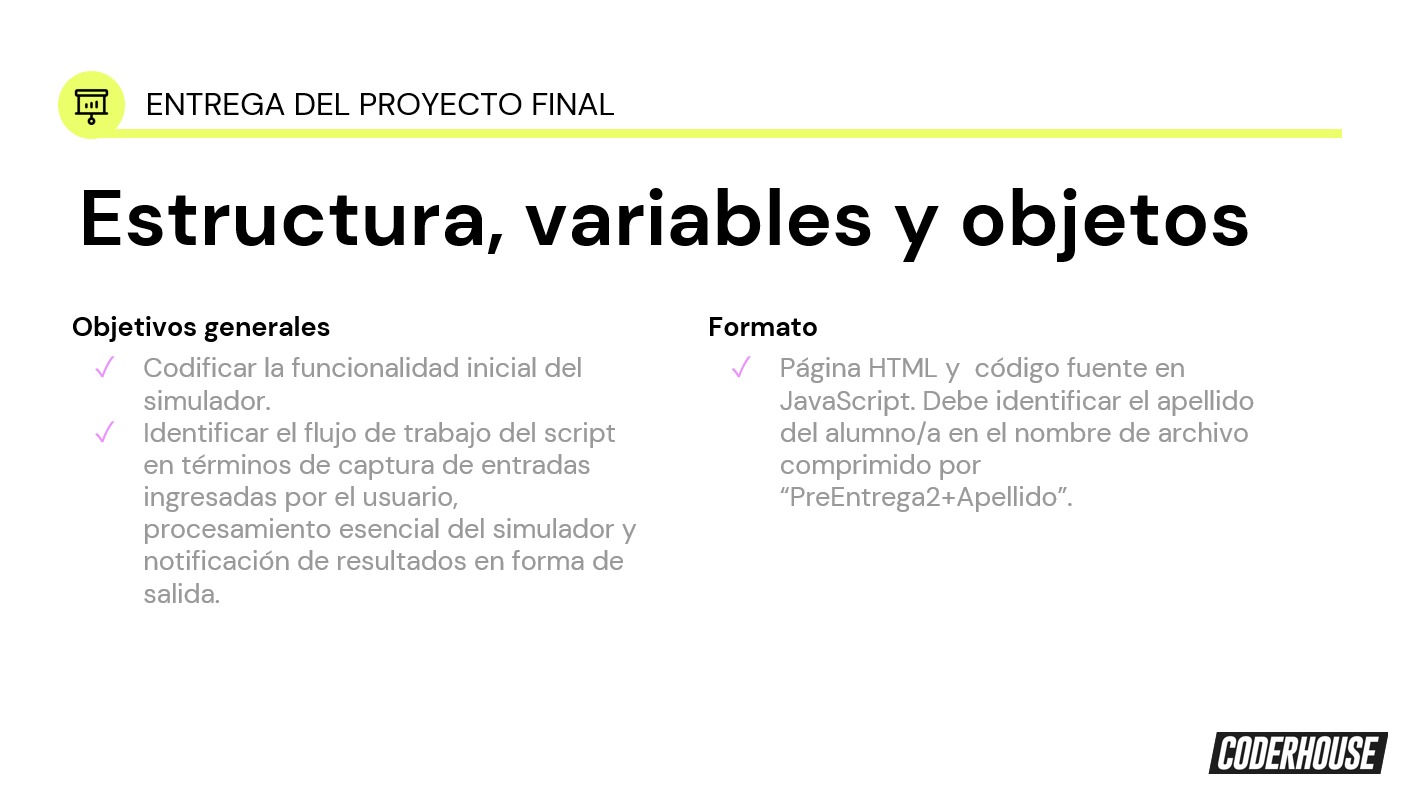 ENTREGA DEL PROYECTO FINAL
Estructura, variables y objetos
Objetivos generales
✓ Codificar la funcionalidad inicial del
simulador.
✓ Identificar el flujo de trabajo del script
en términos de captura de entradas
ingresadas por el usuario,
procesamiento esencial del simulador y
notificación de resultados en forma de
salida.
Formato
✓ Página HTML y  código fuente en
JavaScript. Debe identificar el apellido
del alumno/a en el nombre de archivo
comprimido por
“PreEntrega2+Apellido”.
CODERHOUSE